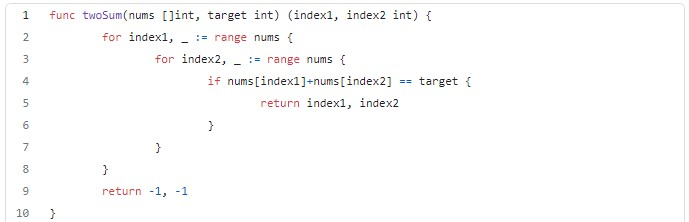 1 func twoSum(nums []int, target int) (index1, index2 int) {
2 for index1, _ := range nums {
3 for index2, _ := range nums {
4 if nums[index1]+nums[index2] == target {
5 return index1, index2
6 }
7 }
8 }
9 return -1, -1
10 }